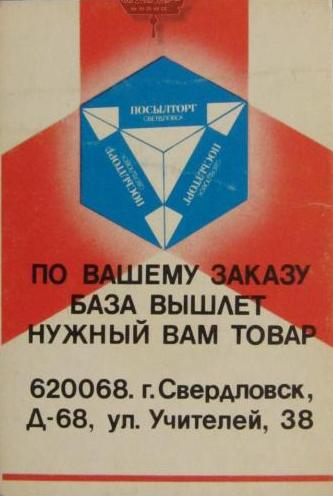 ПОСЫЛТОРГ
СВЕРДЛОВСК
ПОСЫЛТОРГ
СВЕРДЛОВСК
ПОСЫЛТОРГ
СВЕРДЛОВСК
ПО ВАШЕМУ ЗАКАЗУ
БАЗА ВЫШЛЕТ
НУЖНЫЙ ВАМ ТОВАР
620068. г. Свердловск,
Д-68, ул. Учителей, 38